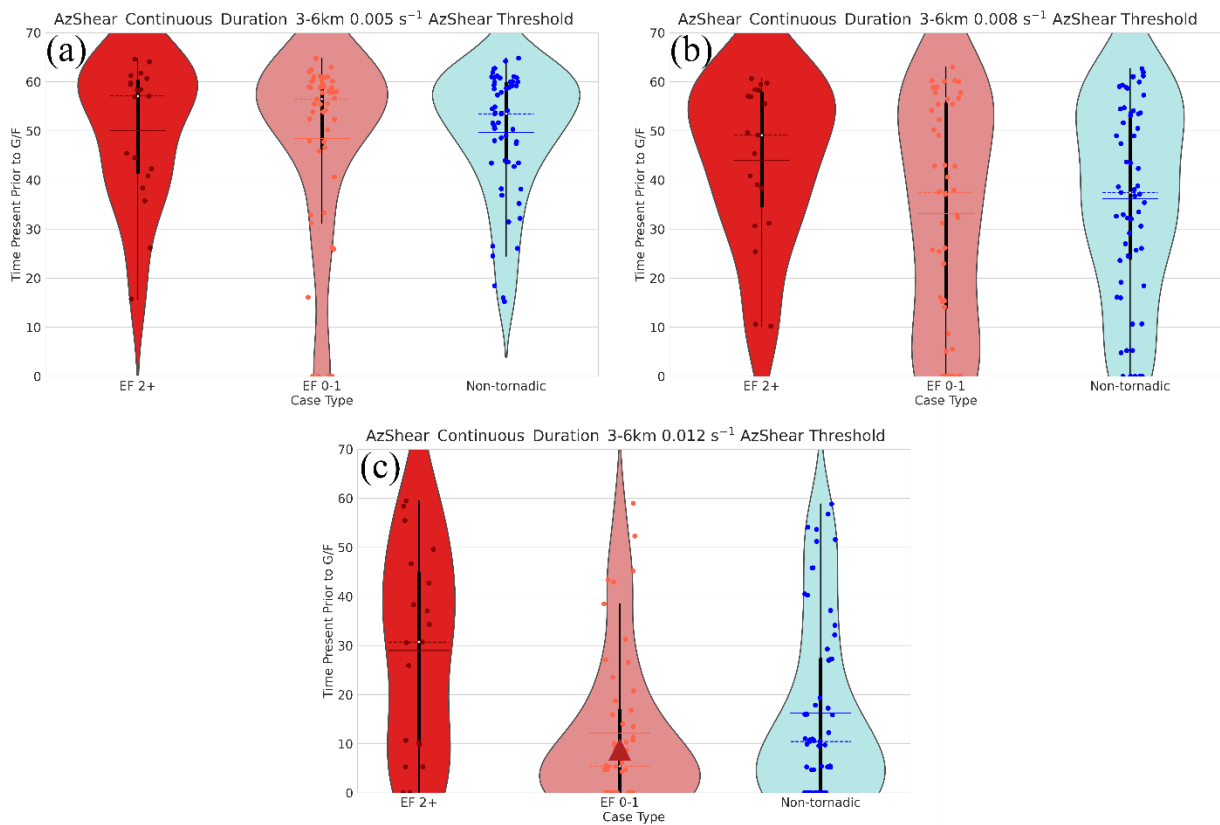 AzShear Continuous Duration 3-6km 0.005 s⁻¹ AzShear Threshold
(a)
Time Present Prior to G/F
70
60
50
40
30
20
10
0
EF 2+ EF 0-1 Non-tornadic
Case Type
AzShear Continuous Duration 3-6km 0.008 s⁻¹ AzShear Threshold
(b)
Time Present Prior to G/F
70
60
50
40
30
20
10
0
EF 2+ EF 0-1 Non-tornadic
Case Type
AzShear Continuous Duration 3-6km 0.012 s⁻¹ AzShear Threshold
(c)
Time Present Prior to G/F
70
60
50
40
30
20
10
0
EF 2+ EF 0-1 Non-tornadic
Case Type